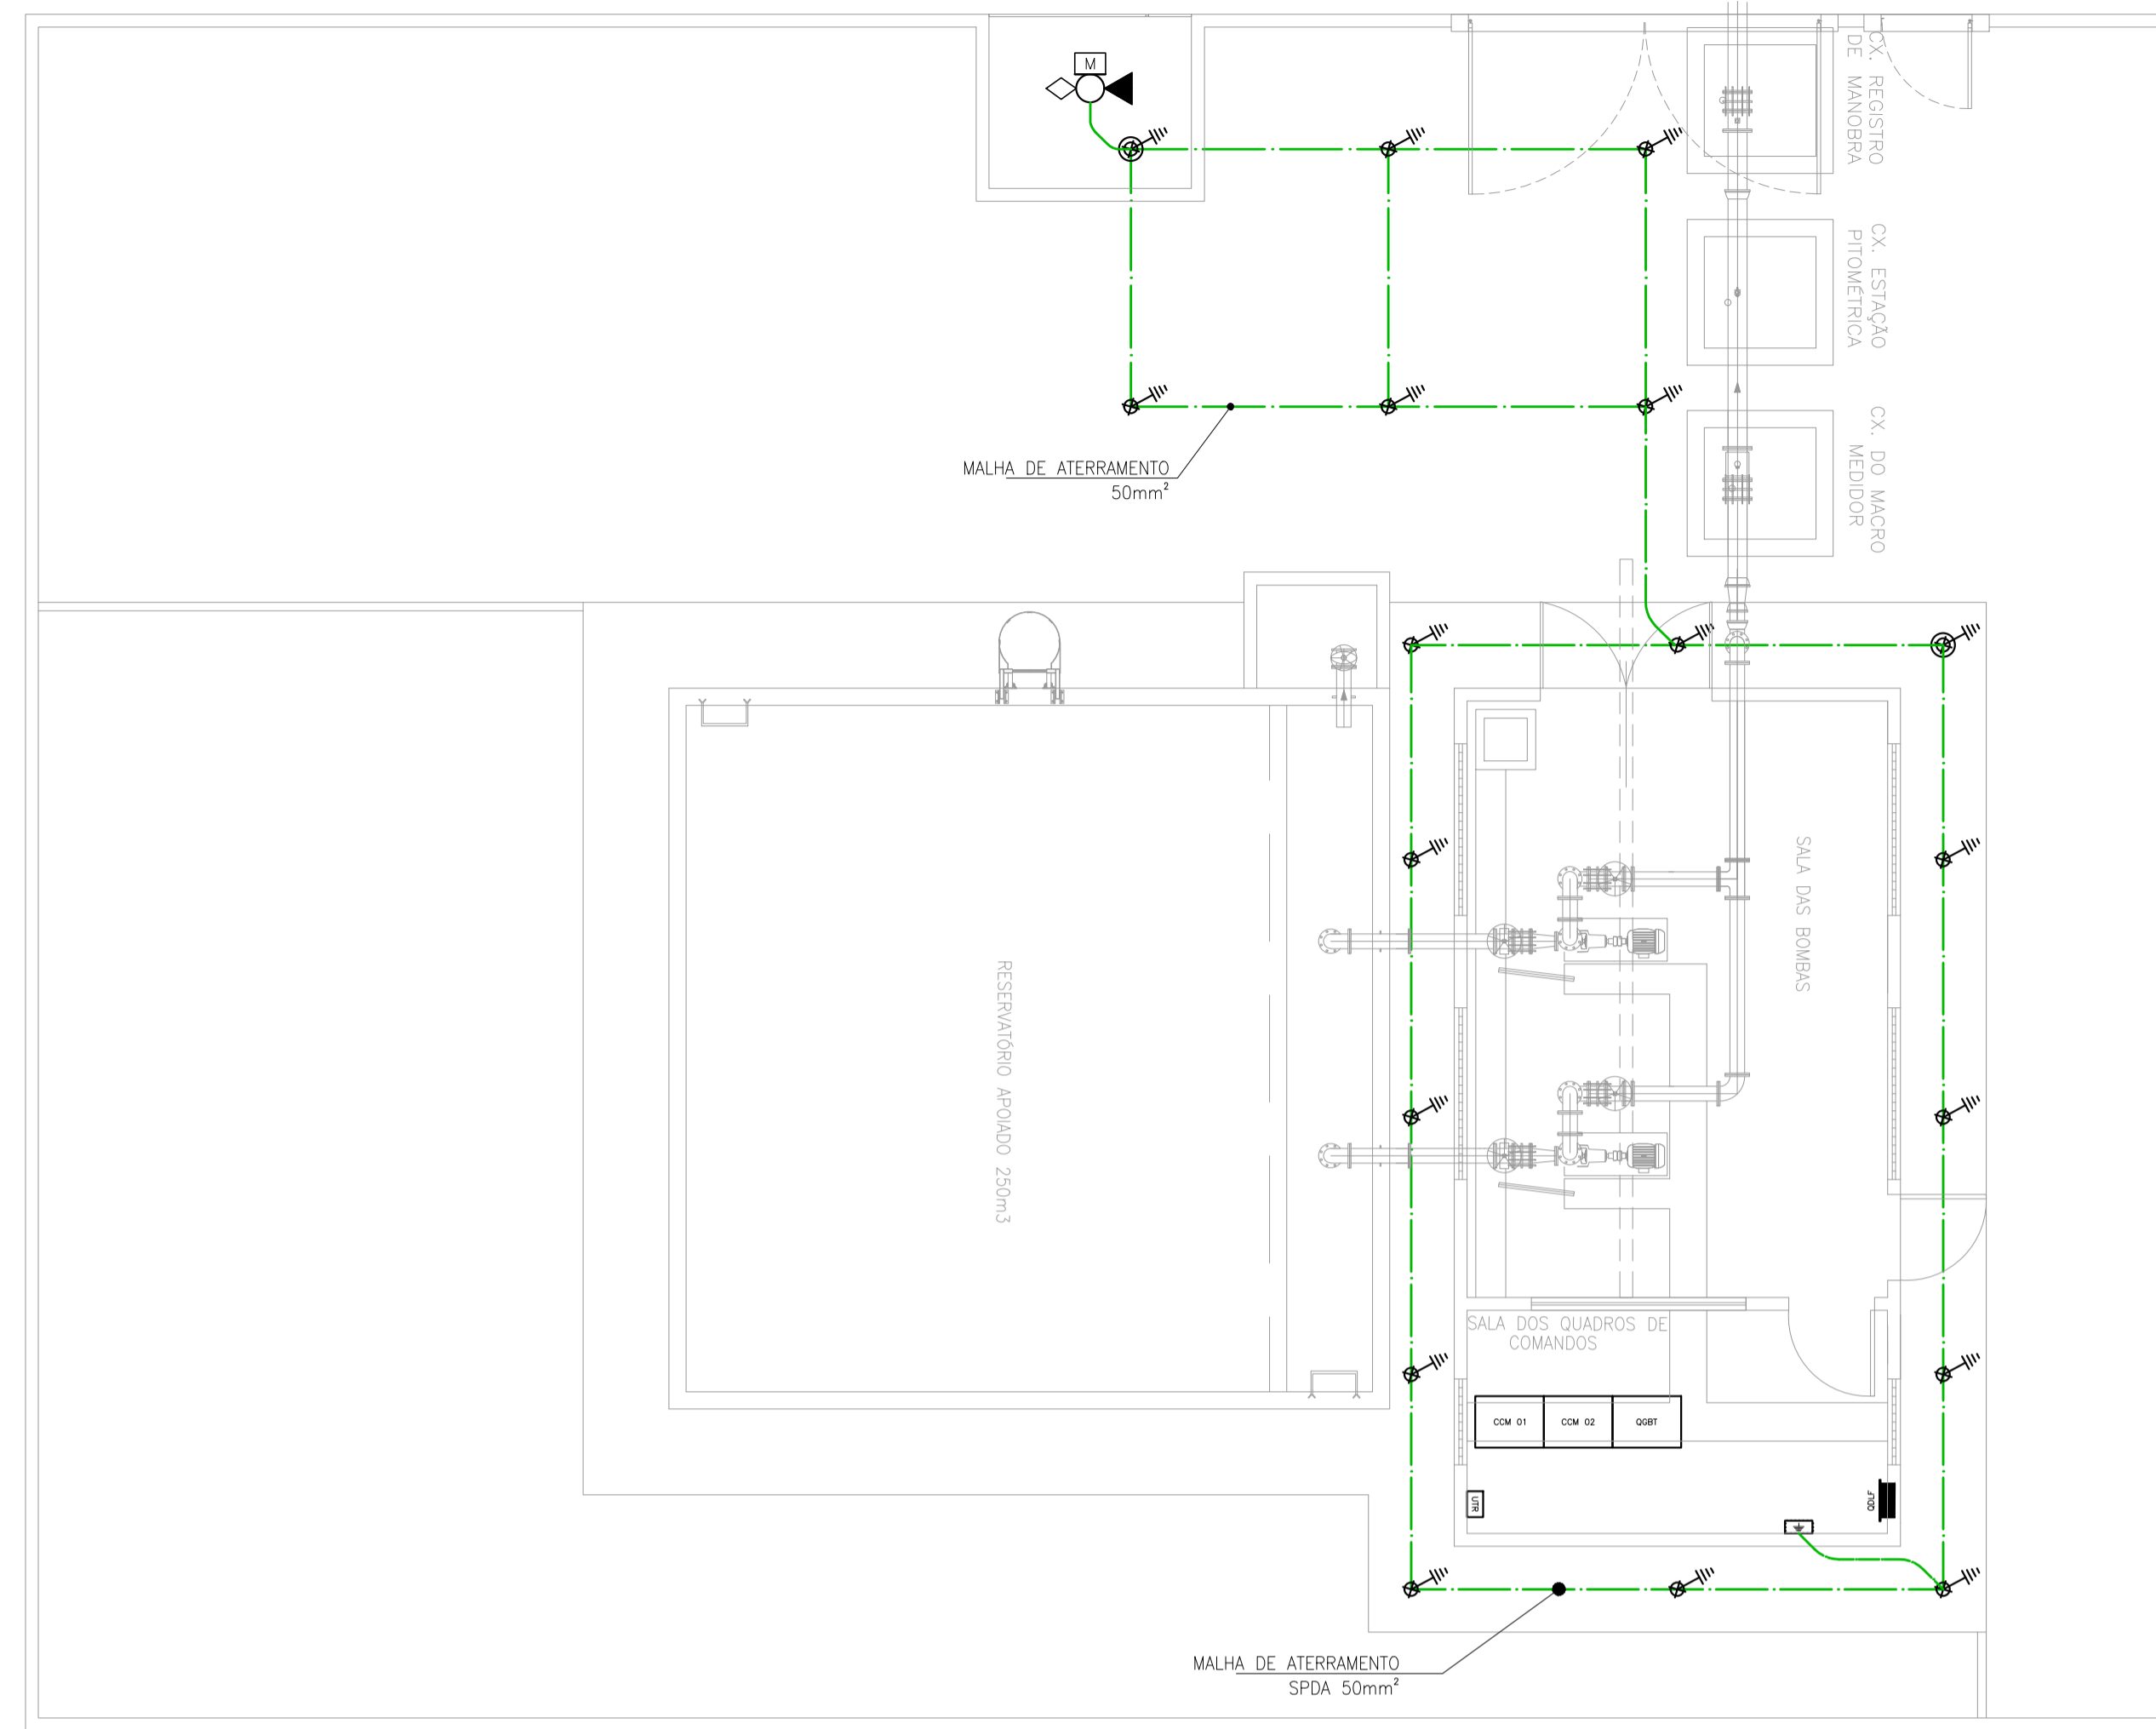 M
CX. REGISTRO
DE MANOBRA
CX. ESTAÇÃO
PITOMÉTRICA
CX. DO MACRO
MEDIDOR
MALHA DE ATERRAMENTO
50mm²
SALA DAS BOMBAS
RESERVATÓRIO APOIADO 250m3
SALA DOS QUADROS DE
COMANDOS
CCM 01
CCM 02
QGBT
UTR
QDLF
MALHA DE ATERRAMENTO
SPDA 50mm²